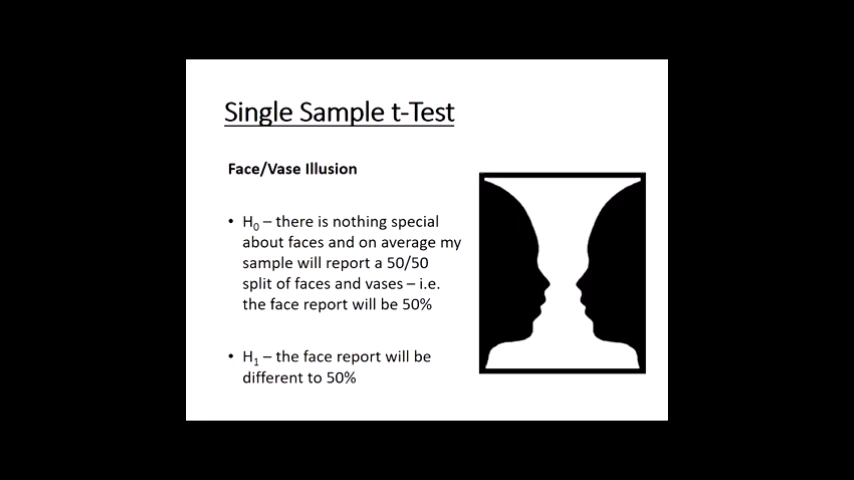 Single Sample t-Test
Face/Vase Illusion
• H₀ – there is nothing special
about faces and on average my
sample will report a 50/50
split of faces and vases – i.e.
the face report will be 50%
• H₁ – the face report will be
different to 50%